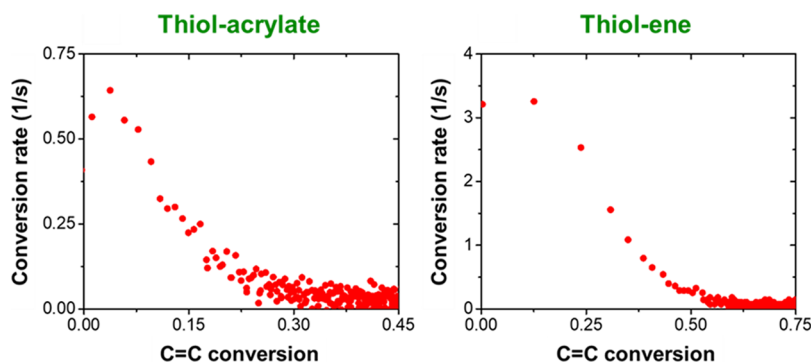 Thiol-acrylate
Thiol-ene
Conversion rate (1/s)
0.75
0.50
0.25
0.00
0.00
0.15
0.30
0.45
C=C conversion
Conversion rate (1/s)
4
3
2
1
0
0.00
0.25
0.50
0.75
C=C conversion